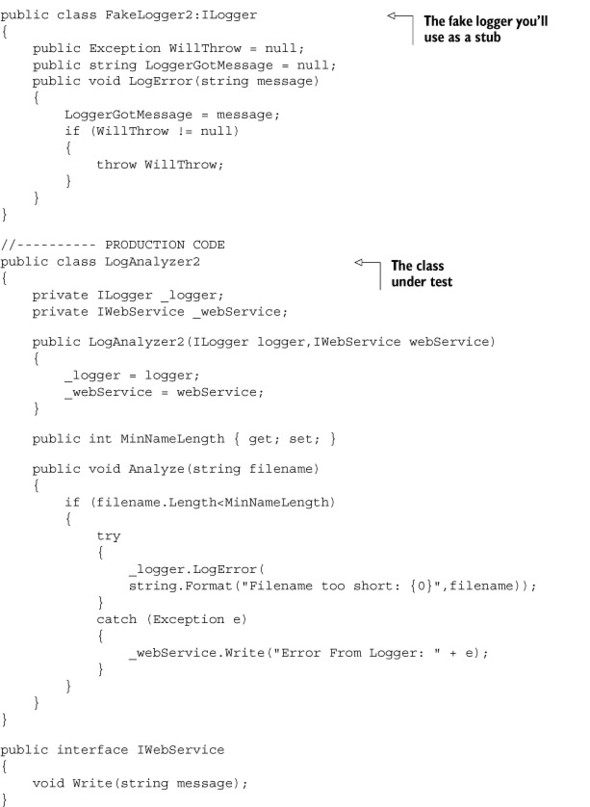 public class FakeLogger2:ILogger
The fake logger you'll
use as a stub
{
    public Exception WillThrow = null;
    public string LoggerGotMessage = null;
    public void LogError(string message)
    {
        LoggerGotMessage = message;
        if (WillThrow != null)
        {
            throw WillThrow;
        }
    }
}
//---------- PRODUCTION CODE
public class LogAnalyzer2
The class
under test
{
    private ILogger _logger;
    private IWebService _webService;
    public LogAnalyzer2(ILogger logger,IWebService webService)
    {
        _logger = logger;
        _webService = webService;
    }
    public int MinNameLength { get; set; }
    public void Analyze(string filename)
    {
        if (filename.Length<MinNameLength)
        {
            try
            {
                _logger.LogError(
                string.Format("Filename too short: {0}",filename));
            }
            catch (Exception e)
            {
                _webService.Write("Error From Logger: " + e);
            }
        }
    }
}
public interface IWebService
{
    void Write(string message);
}